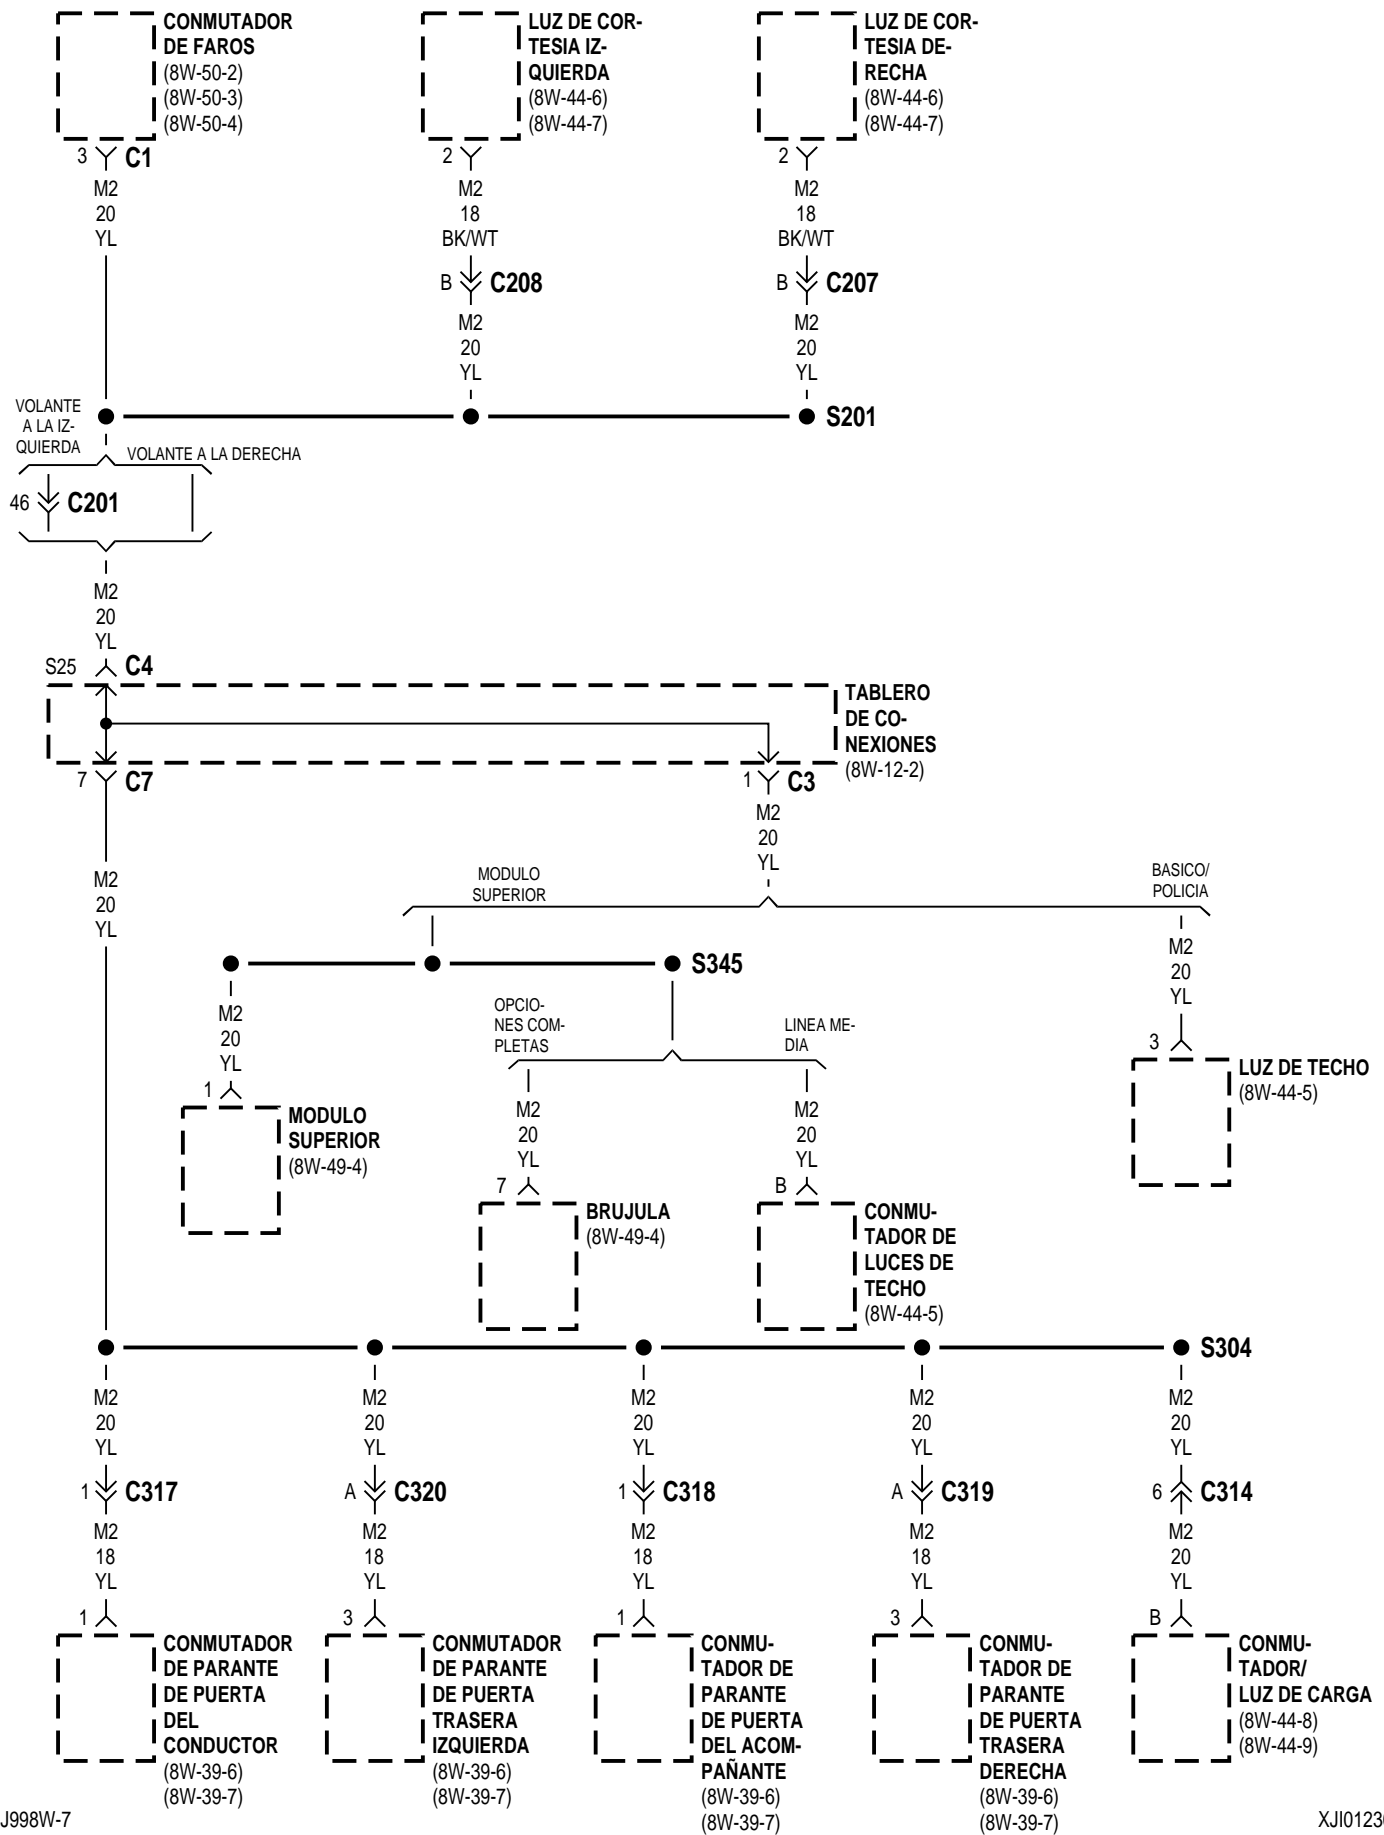 CONMUTADOR
DE FAROS
(8W-50-2)
(8W-50-3)
(8W-50-4)
LUZ DE COR-
TESIA IZ-
QUIERDA
(8W-44-6)
(8W-44-7)
LUZ DE COR-
TESIA DE-
RECHA
(8W-44-6)
(8W-44-7)
3 C1
M2
20
YL
2
M2
18
BK/WT
B C208
M2
20
YL
2
M2
18
BK/WT
B C207
M2
20
YL
S201
VOLANTE
A LA IZ-
QUIERDA
VOLANTE A LA DERECHA
46 C201
M2
20
YL
S25 C4
TABLERO
DE CO-
NEXIONES
(8W-12-2)
7 C7
1 C3
M2
20
YL
M2
20
YL
MODULO
SUPERIOR
BASICO/
POLICIA
S345
M2
20
YL
1
MODULO
SUPERIOR
(8W-49-4)
OPCIO-
NES COM-
PLETAS
LINEA ME-
DIA
M2
20
YL
7
BRUJULA
(8W-49-4)
M2
20
YL
B
CONMU-
TADOR DE
LUCES DE
TECHO
(8W-44-5)
M2
20
YL
3
LUZ DE TECHO
(8W-44-5)
S304
M2
20
YL
1 C317
M2
18
YL
1
CONMUTADOR
DE PARANTE
DE PUERTA
DEL
CONDUCTOR
(8W-39-6)
(8W-39-7)
M2
20
YL
A C320
M2
18
YL
3
CONMUTADOR
DE PARANTE
DE PUERTA
TRASERA
IZQUIERDA
(8W-39-6)
(8W-39-7)
M2
20
YL
1 C318
M2
18
YL
1
CONMU-
TADOR DE
PARANTE
DE PUERTA
DEL ACOM-
PAÑANTE
(8W-39-6)
(8W-39-7)
M2
20
YL
A C319
M2
18
YL
3
CONMU-
TADOR DE
PARANTE
DE PUERTA
TRASERA
DERECHA
(8W-39-6)
(8W-39-7)
M2
20
YL
6 C314
M2
20
YL
B
CONMU-
TADOR/
LUZ DE CARGA
(8W-44-8)
(8W-44-9)
J998W-7